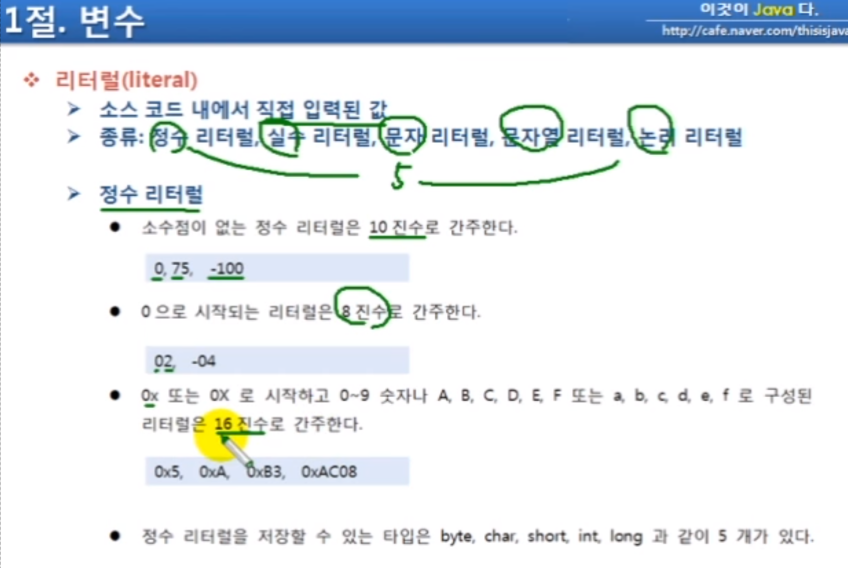 1절. 변수
이것이 Java 다.
http://cafe.naver.com/thisisjava
❖ 리터럴(literal)
➤ 소스 코드 내에서 직접 입력된 값
➤ 종류: 정수 리터럴, 실수 리터럴, 문자 리터럴, 문자열 리터럴, 논리 리터럴
5
➤ 정수 리터럴
● 소수점이 없는 정수 리터럴은 10 진수로 간주한다.
0, 75, -100
● 0 으로 시작되는 리터럴은 8 진수로 간주한다.
02, -04
● 0x 또는 0X 로 시작하고 0~9 숫자나 A, B, C, D, E, F 또는 a, b, c, d, e, f 로 구성된
리터럴은 16 진수로 간주한다.
0x5, 0xA, 0xB3, 0xAC08
● 정수 리터럴을 저장할 수 있는 타입은 byte, char, short, int, long 과 같이 5 개가 있다.